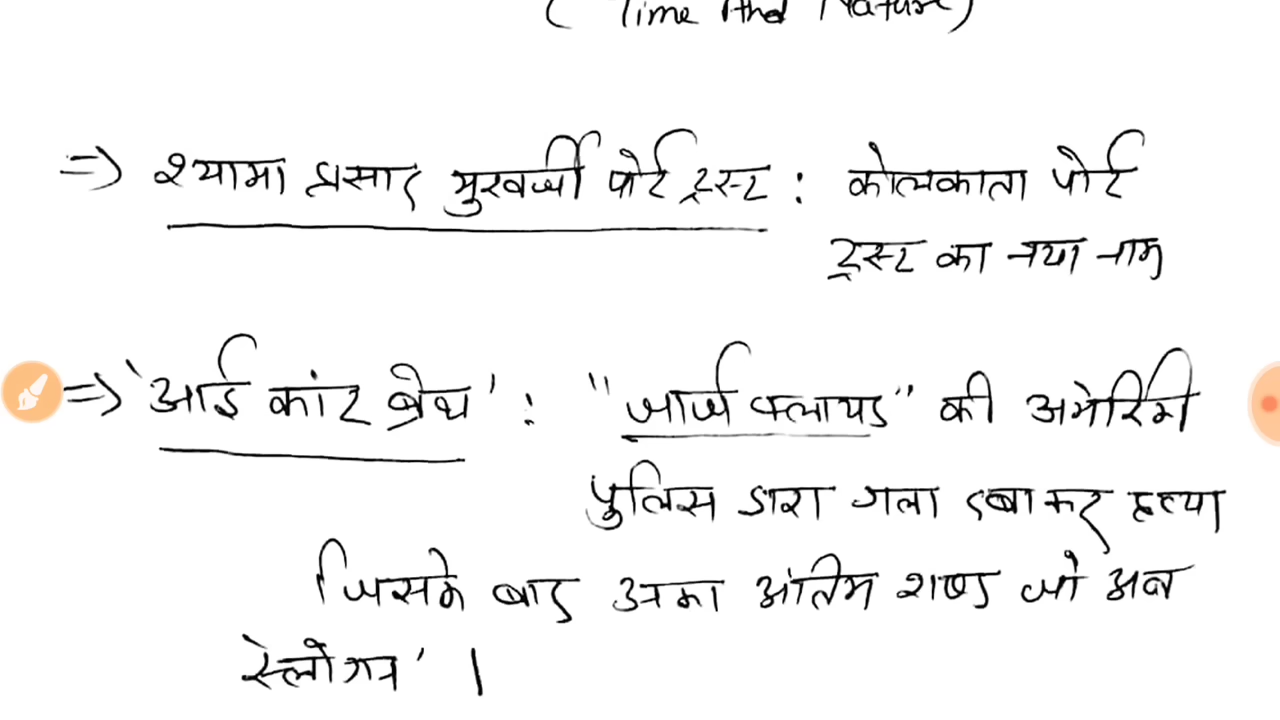 ( Time And Nature)
=> श्यामा प्रसाद मुखर्जी पोर्ट ट्रस्ट : कोलकाता पोर्ट
ट्रस्ट का नया नाम
=> 'आई कांट ब्रेथ' : "जार्ज फ्लायड" की अमेरिकी
पुलिस द्वारा गला दबाकर हत्या
जिसके बाद उनका अंतिम शब्द जो अब
स्लोगन' ।